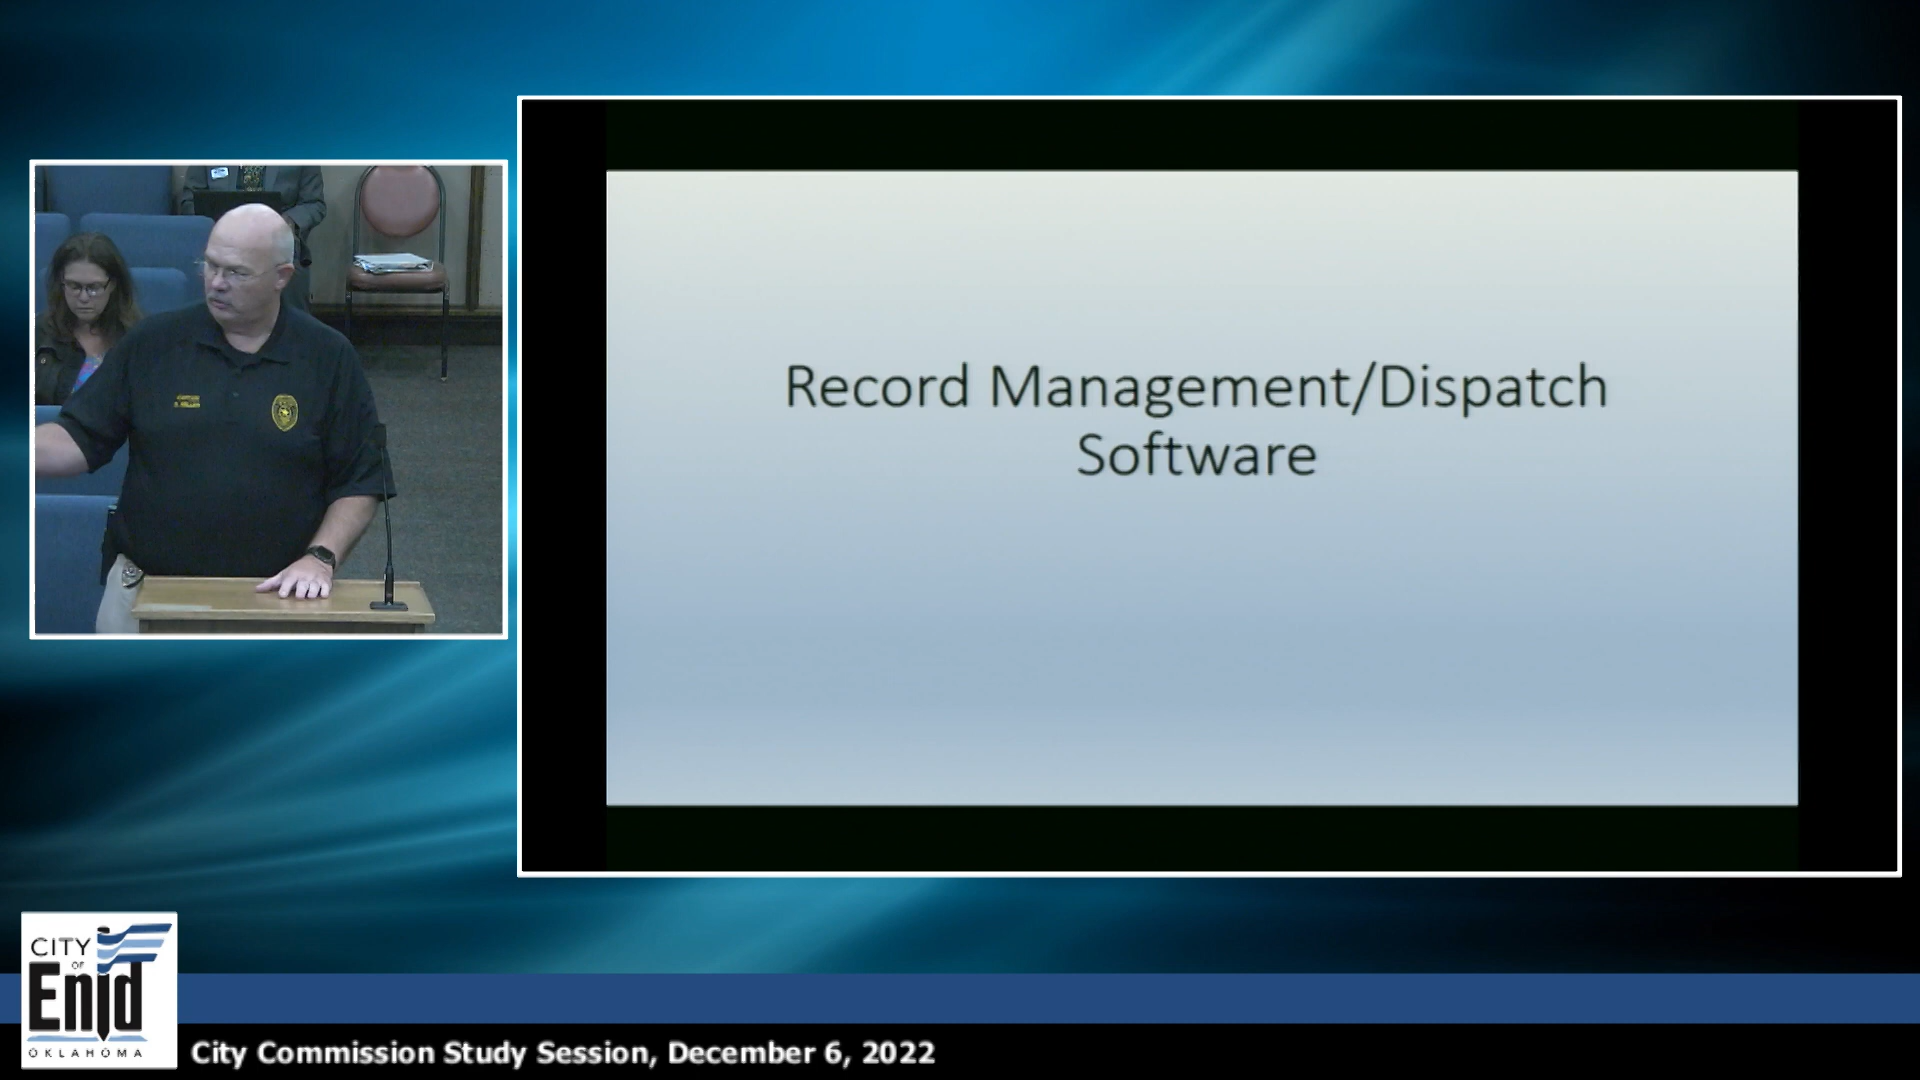 Record Management/Dispatch
Software
CITY
OF
Enid
OKLAHOMA
City Commission Study Session, December 6, 2022